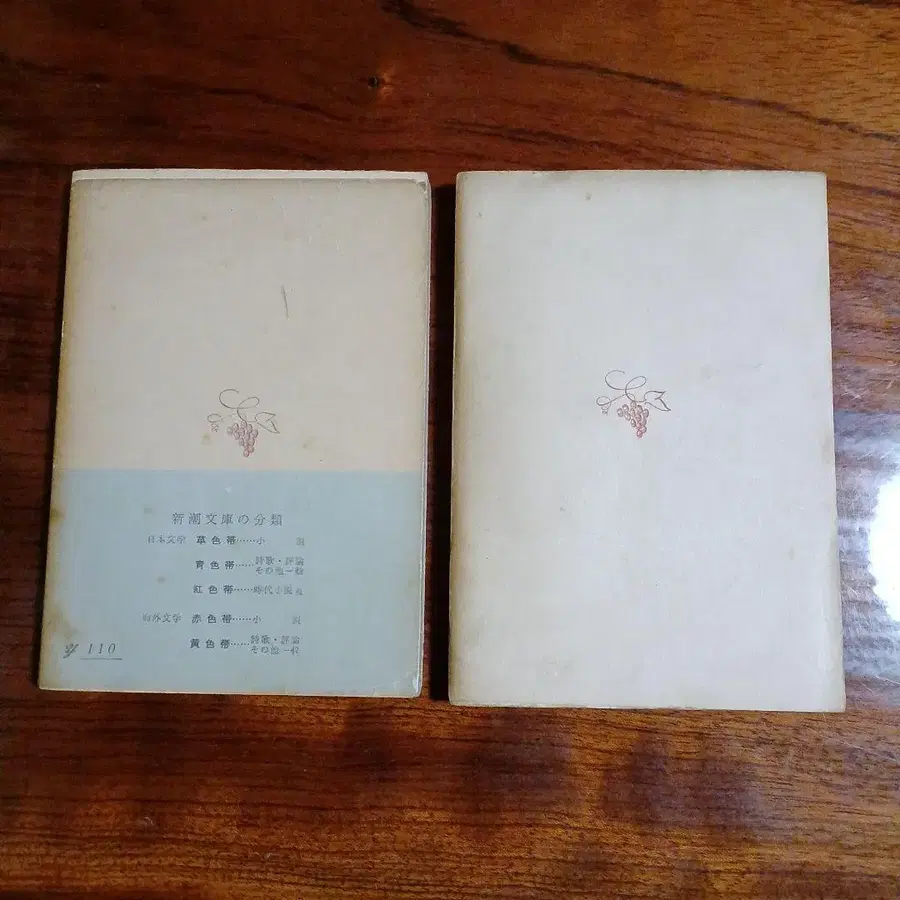 新潮文庫の分類
日本文学 草色帯……小 説
青色帯……詩歌・評論
その他一般
紅色帯……時代小説
海外文学 赤色帯……小 説
黄色帯……詩歌・評論
その他一般
110